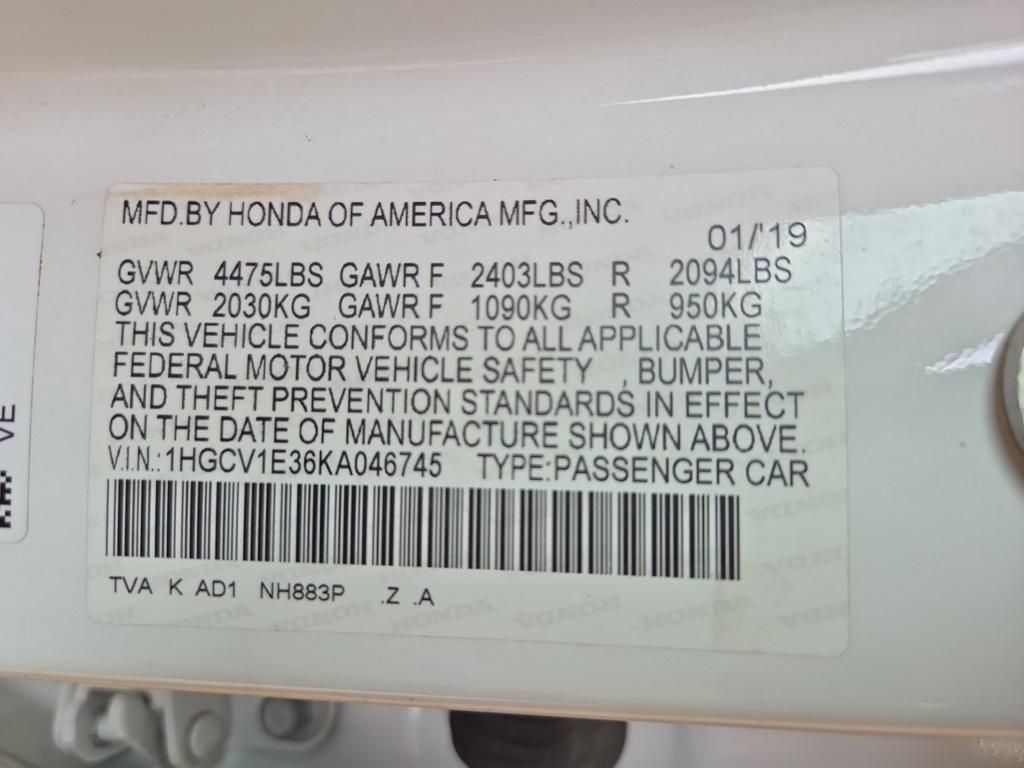 MFD.BY HONDA OF AMERICA MFG.,INC.
01/'19
GVWR 4475LBS GAWR F 2403LBS R 2094LBS
GVWR 2030KG GAWR F 1090KG R 950KG
THIS VEHICLE CONFORMS TO ALL APPLICABLE
FEDERAL MOTOR VEHICLE SAFETY , BUMPER,
AND THEFT PREVENTION STANDARDS IN EFFECT
ON THE DATE OF MANUFACTURE SHOWN ABOVE.
V.I.N.:1HGCV1E36KA046745 TYPE:PASSENGER CAR
TVA K AD1 NH883P .Z .A
VE